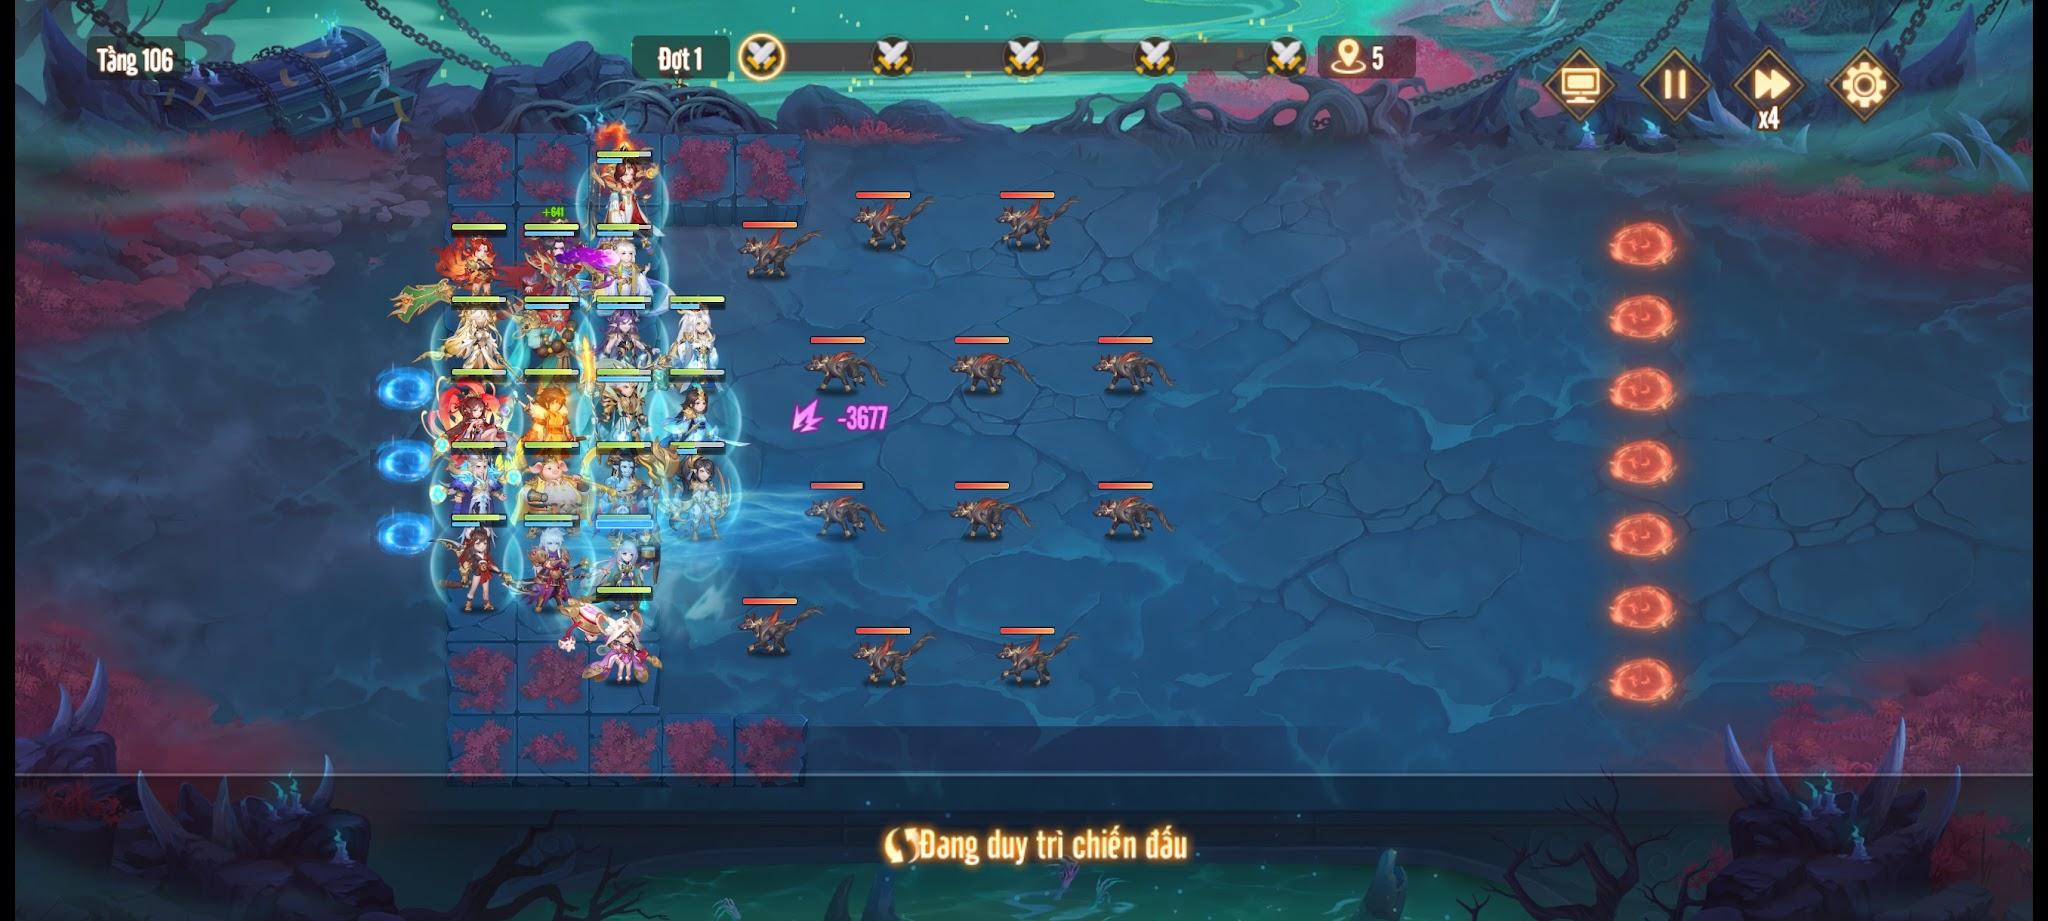 Tầng 106
Đợt 1
5
x4
+641
-3677
Đang duy trì chiến đấu